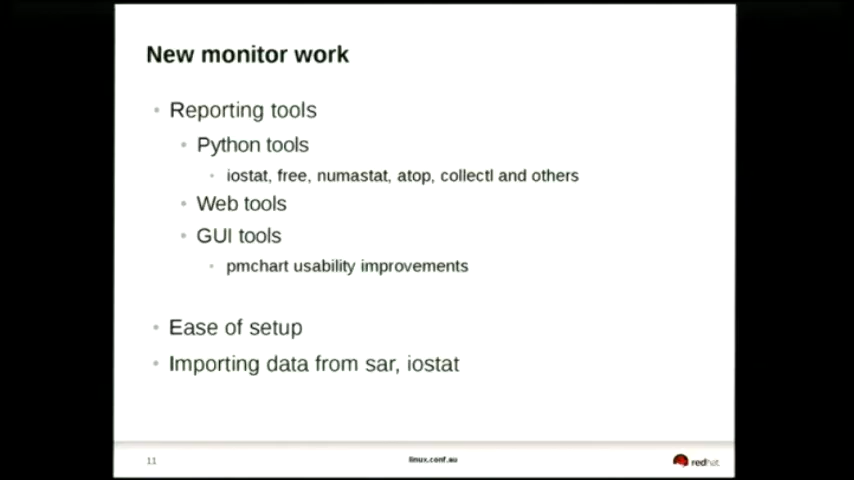 New monitor work
Reporting tools
Python tools
iostat, free, numastat, atop, collectl and others
Web tools
GUI tools
pmchart usability improvements
Ease of setup
Importing data from sar, iostat
11
linux.conf.au
redhat